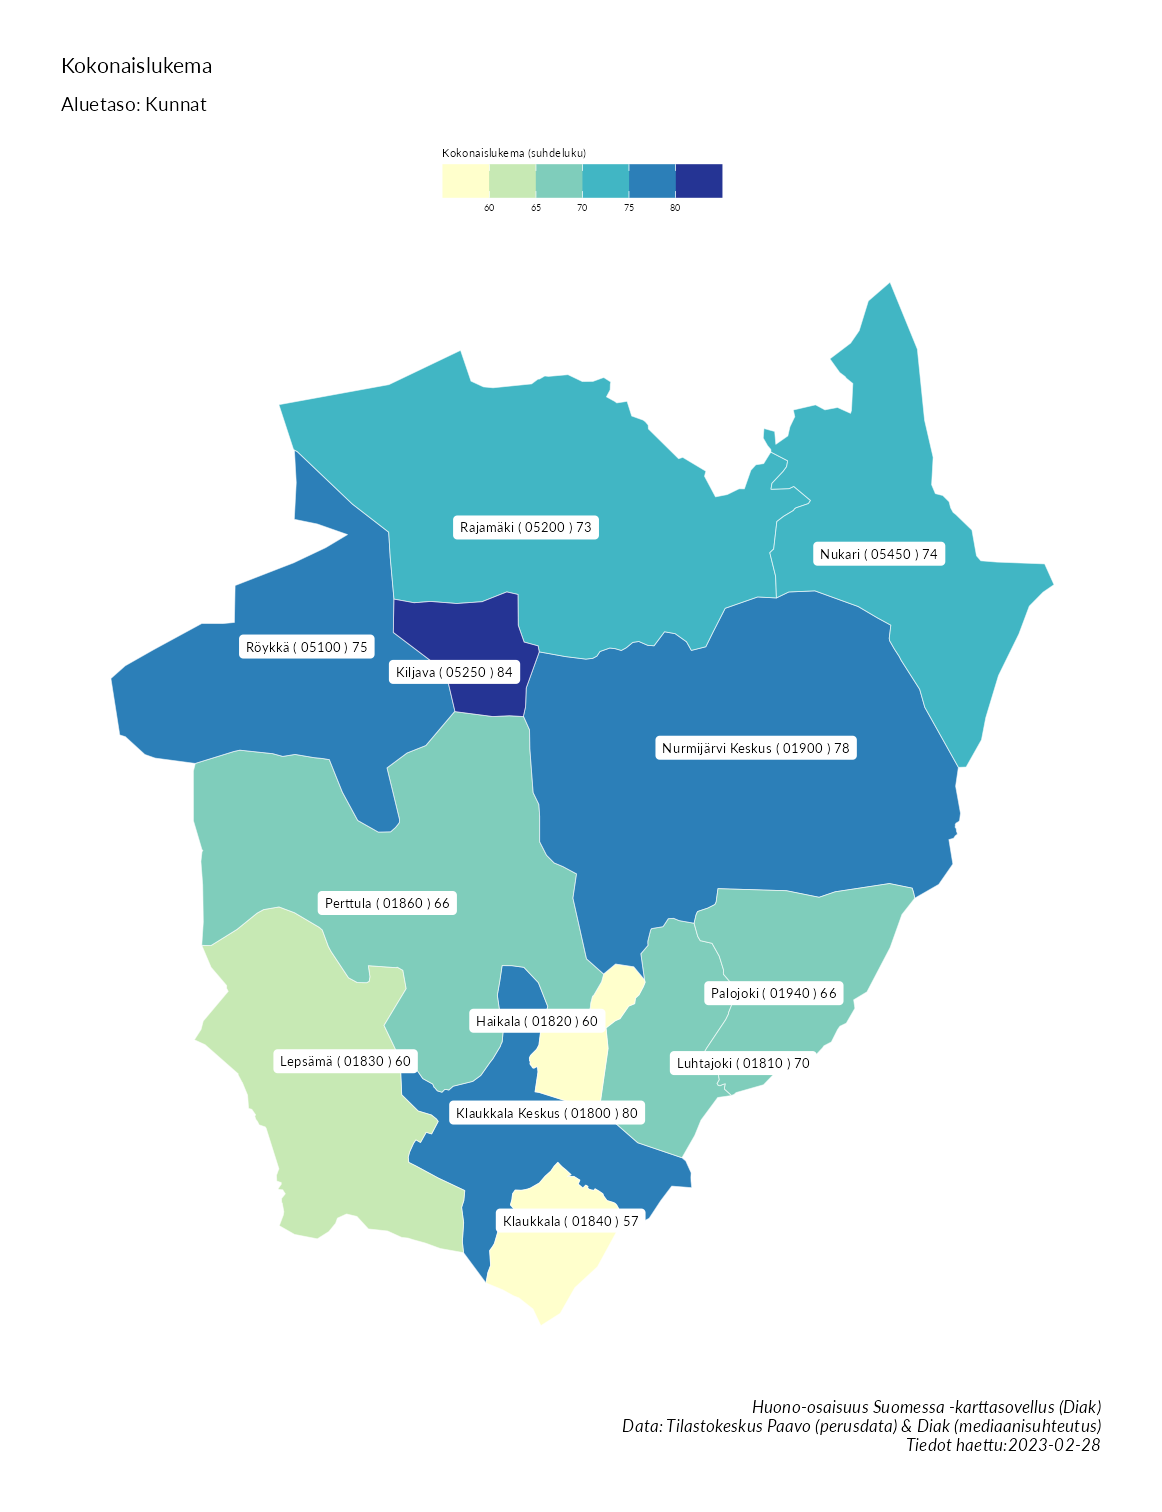 Kokonaislukema
Aluetaso: Kunnat
Kokonaislukema (suhdeluku)
60 65 70 75 80
Rajamäki ( 05200 ) 73
Nukari ( 05450 ) 74
Röykkä ( 05100 ) 75
Kiljava ( 05250 ) 84
Nurmijärvi Keskus ( 01900 ) 78
Perttula ( 01860 ) 66
Palojoki ( 01940 ) 66
Haikala ( 01820 ) 60
Lepsämä ( 01830 ) 60
Luhtajoki ( 01810 ) 70
Klaukkala Keskus ( 01800 ) 80
Klaukkala ( 01840 ) 57
Huono-osaisuus Suomessa -karttasovellus (Diak)
Data: Tilastokeskus Paavo (perusdata) & Diak (mediaanisuhteutus)
Tiedot haettu:2023-02-28